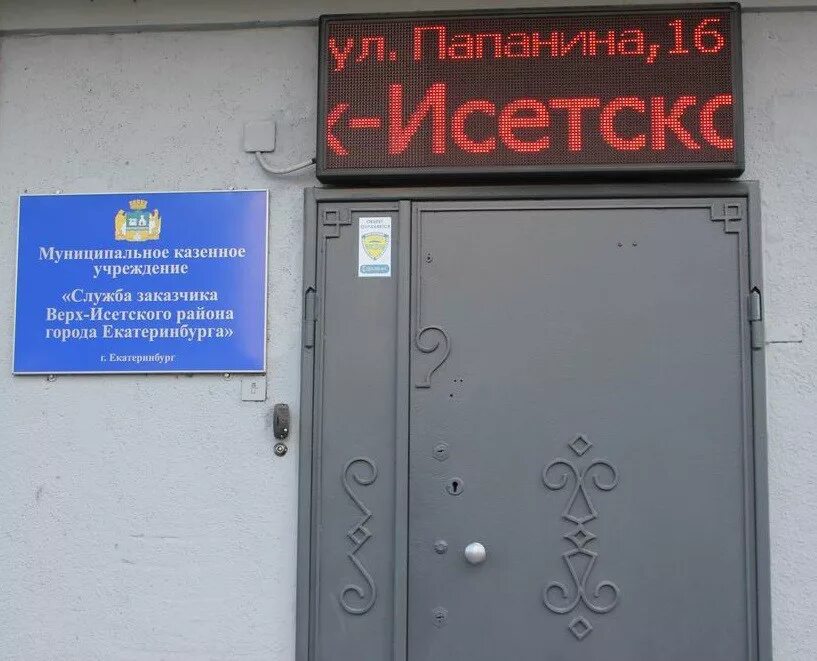 ул. Папанина,16
к-Исетско
Муниципальное казенное
учреждение
«Служба заказчика
Верх-Исетского района
города Екатеринбурга»
г. Екатеринбург